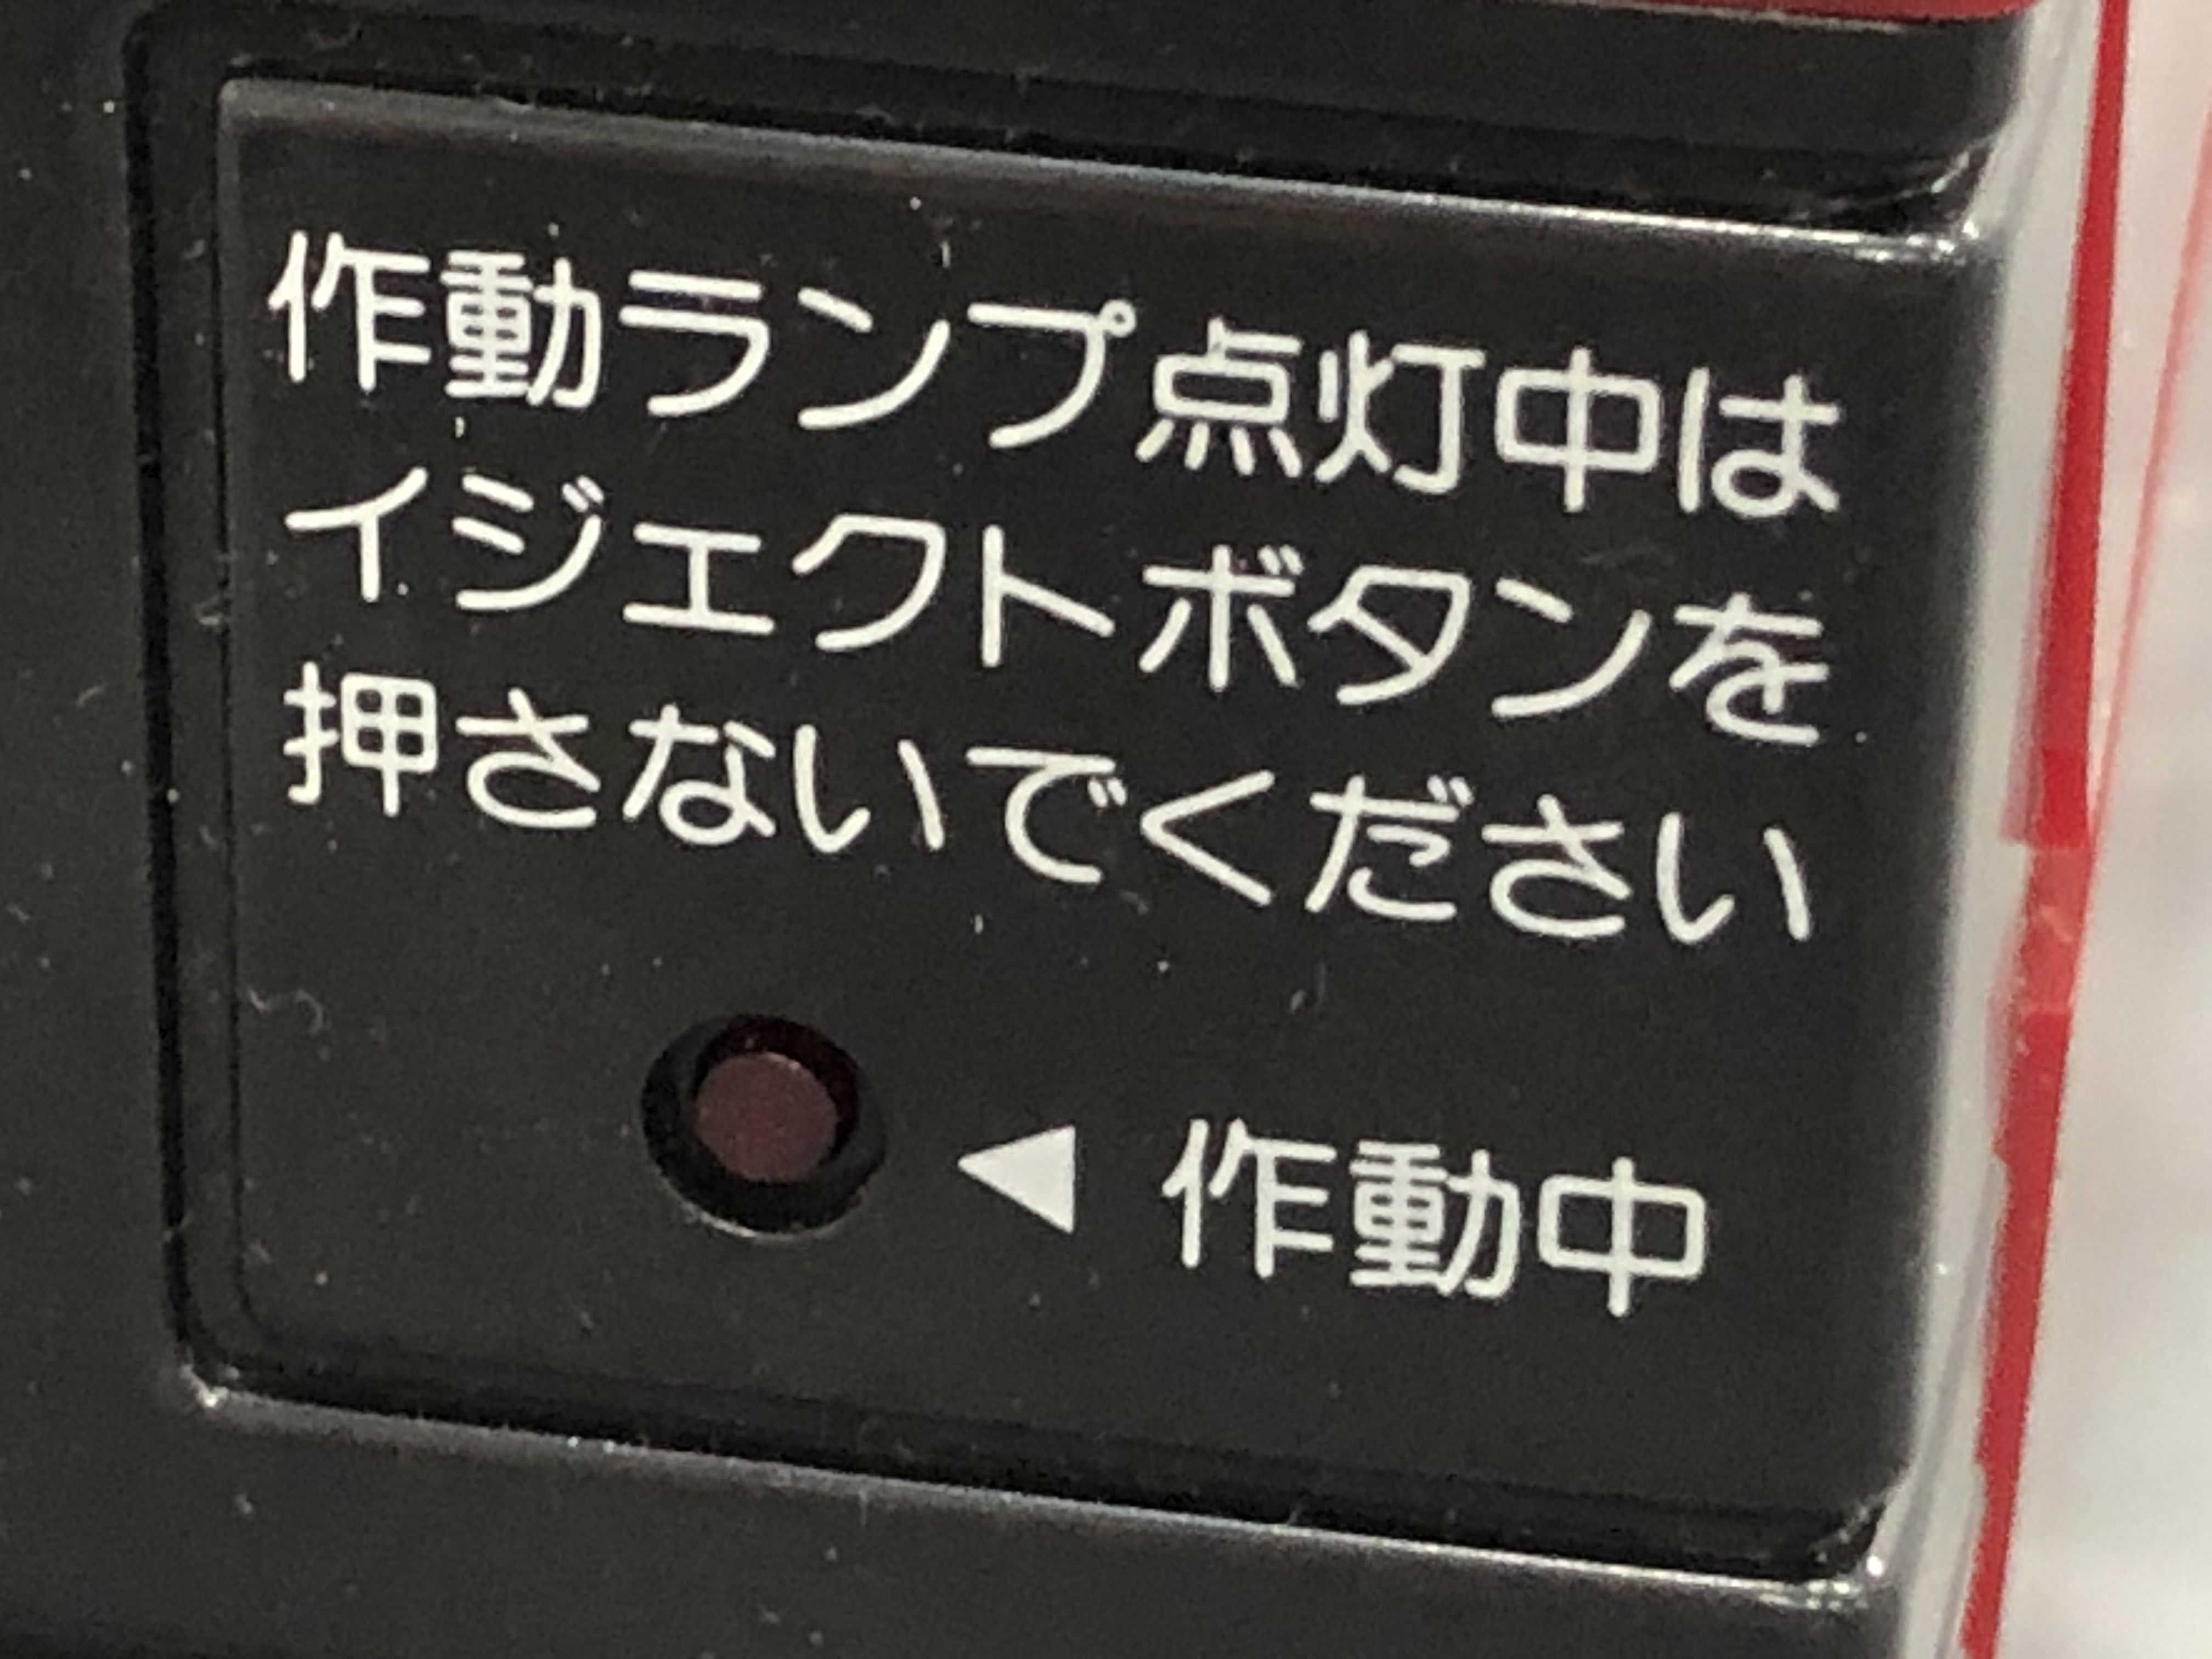 作動ランプ点灯中は
イジェクトボタンを
押さないでください
◀ 作動中